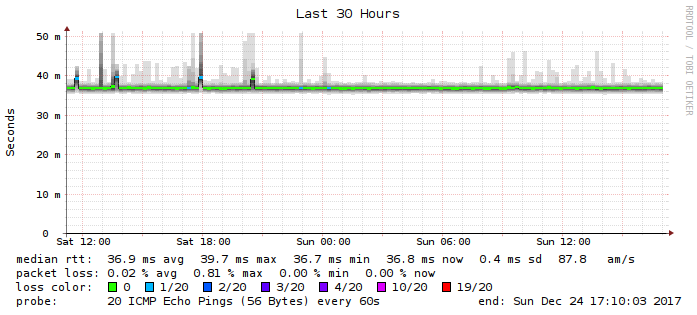 Last 30 Hours
RRDTOOL / TOBI OETIKER
Seconds
50 m
40 m
30 m
20 m
10 m
0
Sat 12:00 Sat 18:00 Sun 00:00 Sun 06:00 Sun 12:00
median rtt: 36.9 ms avg 39.7 ms max 36.7 ms min 36.8 ms now 0.4 ms sd 87.8 am/s
packet loss: 0.02 % avg 0.81 % max 0.00 % min 0.00 % now
loss color: 0 1/20 2/20 3/20 4/20 10/20 19/20
probe: 20 ICMP Echo Pings (56 Bytes) every 60s end: Sun Dec 24 17:10:03 2017